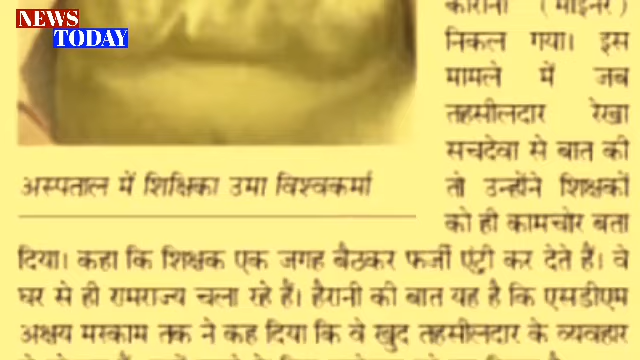 NEWS
TODAY
कोरोना (माइनर)
निकल गया। इस
मामले में जब
तहसीलदार रेखा
सचदेवा से बात की
तो उन्होंने शिक्षकों
को ही कामचोर बता
अस्पताल में शिक्षिका उमा विश्वकर्मा
दिया। कहा कि शिक्षक एक जगह बैठकर फर्जी एंट्री कर देते हैं। वे
घर से ही रामराज्य चला रहे हैं। हैरानी की बात यह है कि एसडीएम
अक्षय मरकाम तक ने कह दिया कि वे खुद तहसीलदार के व्यवहार